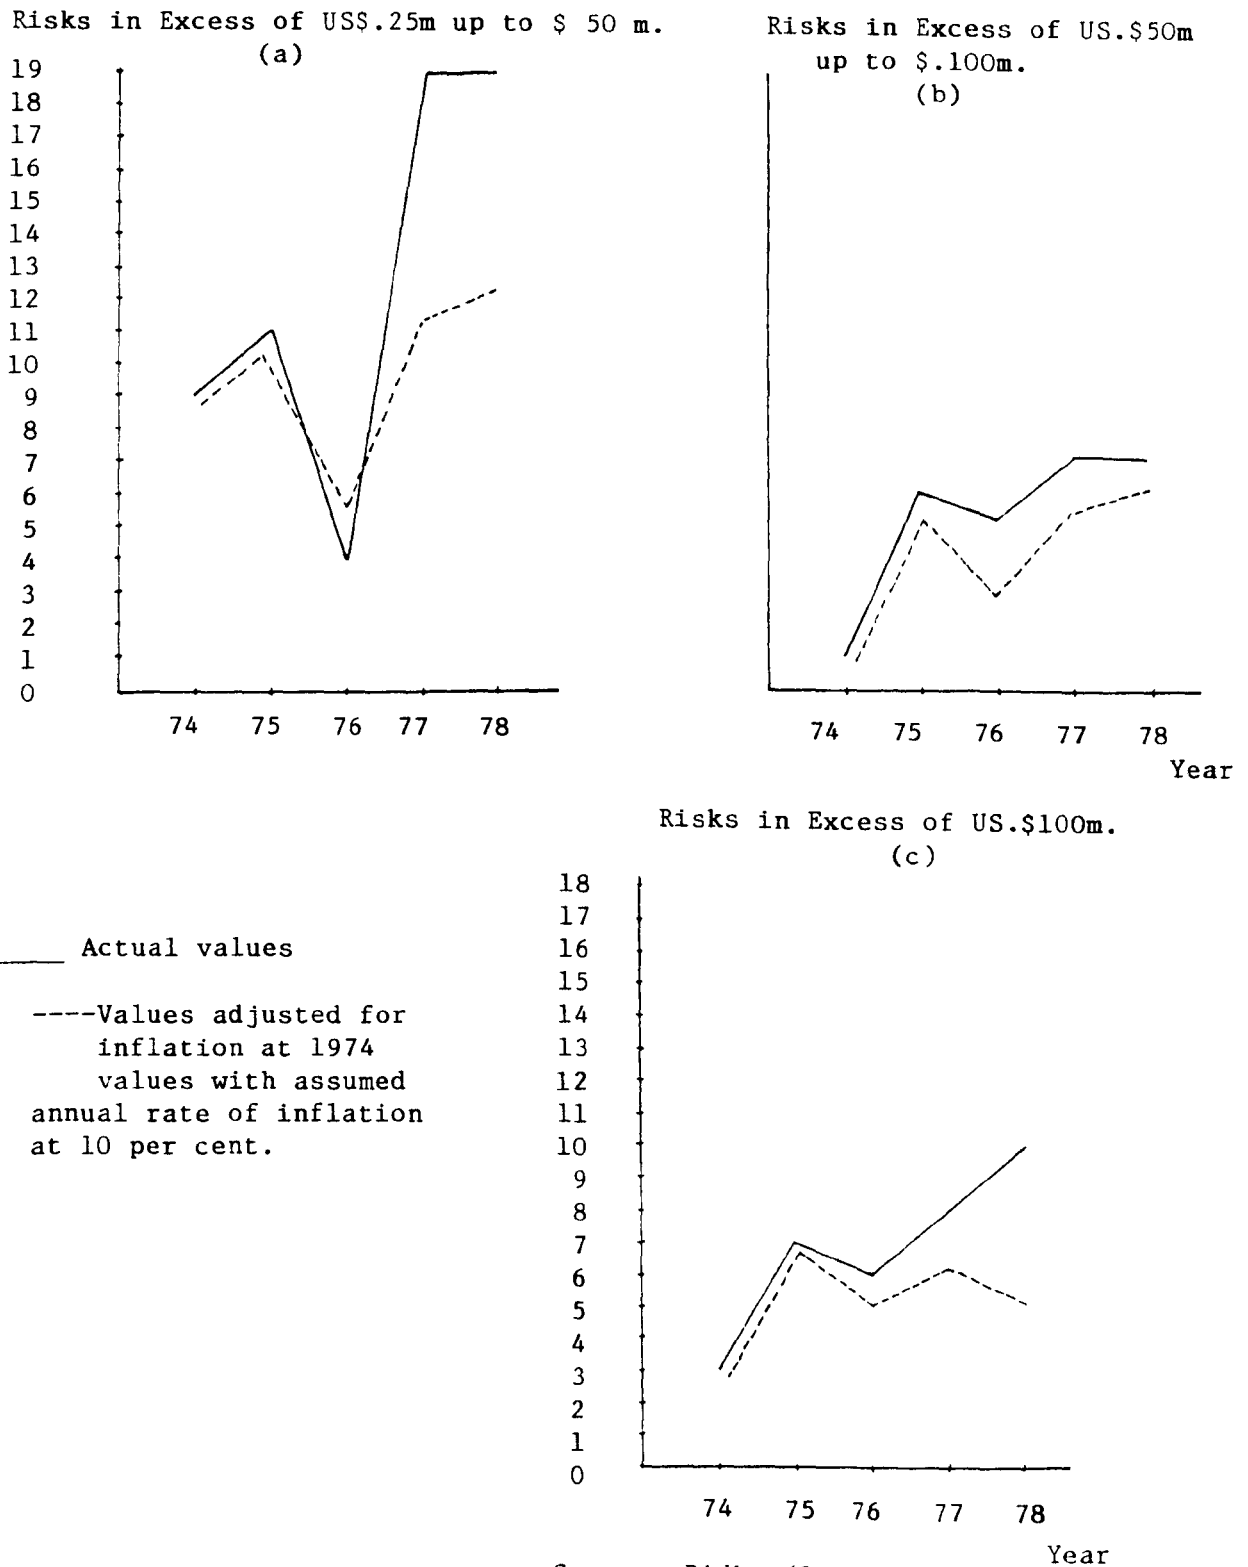 Risks in Excess of US$.25m up to $ 50 m.
(a)
19
18
17
16
15
14
13
12
11
10
9
8
7
6
5
4
3
2
1
0
74 75 76 77 78
Risks in Excess of US.$50m
up to $.100m.
(b)
74 75 76 77 78
Year
Risks in Excess of US.$100m.
(c)
18
17
16
15
14
13
12
11
10
9
8
7
6
5
4
3
2
1
0
74 75 76 77 78
Year
____ Actual values
----Values adjusted for
inflation at 1974
values with assumed
annual rate of inflation
at 10 per cent.